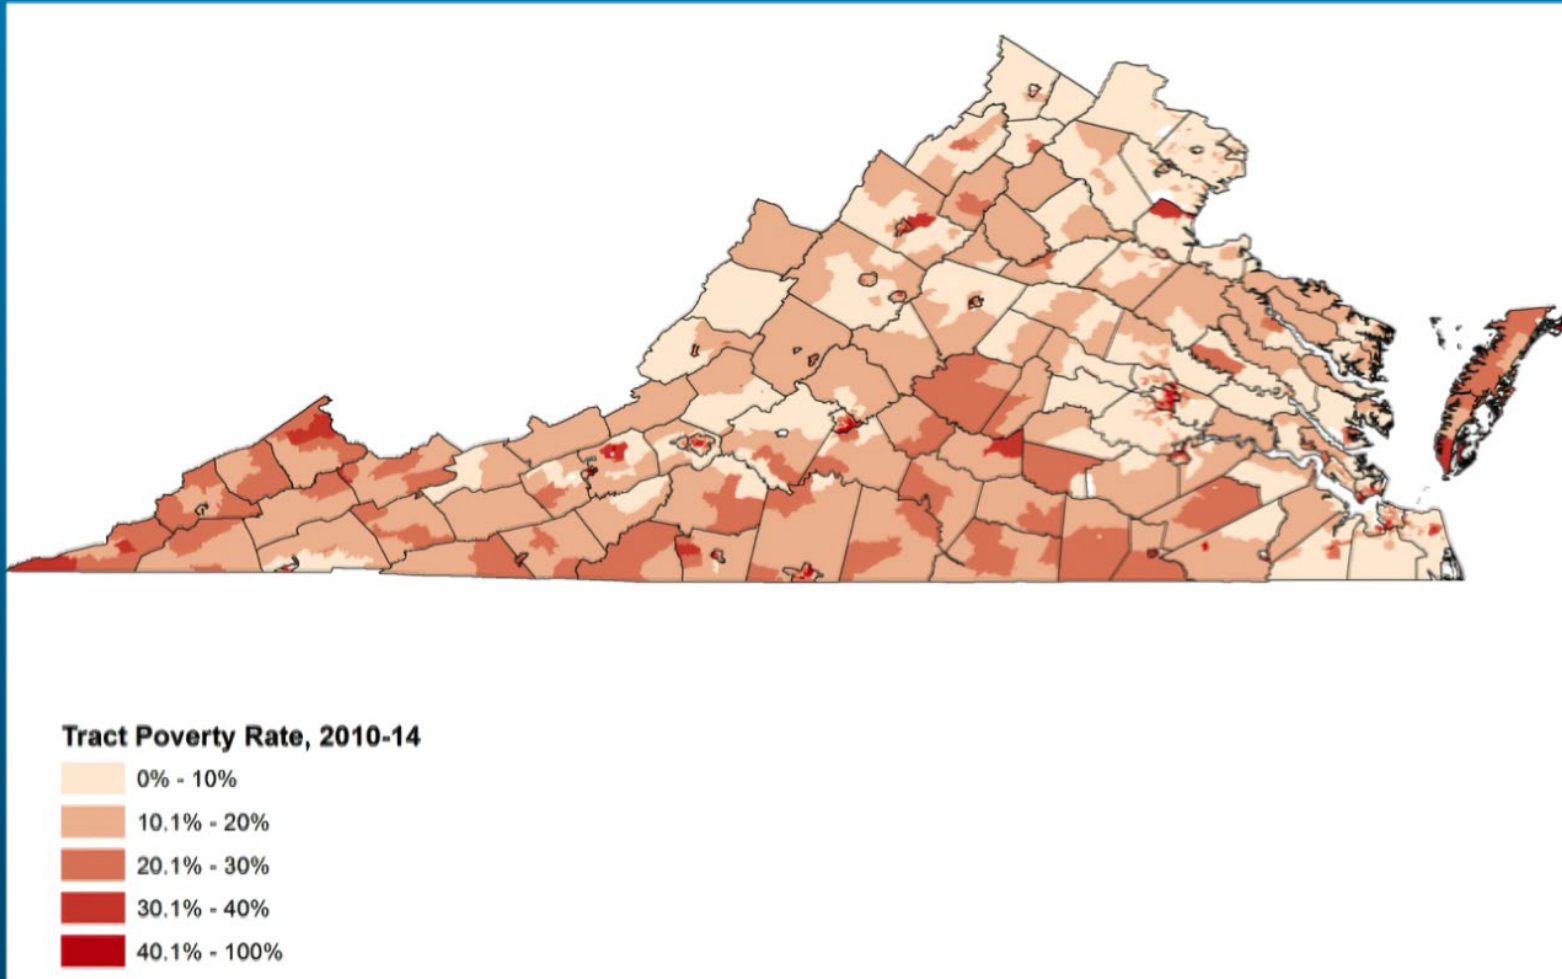 Tract Poverty Rate, 2010-14
0% - 10%
10.1% - 20%
20.1% - 30%
30.1% - 40%
40.1% - 100%